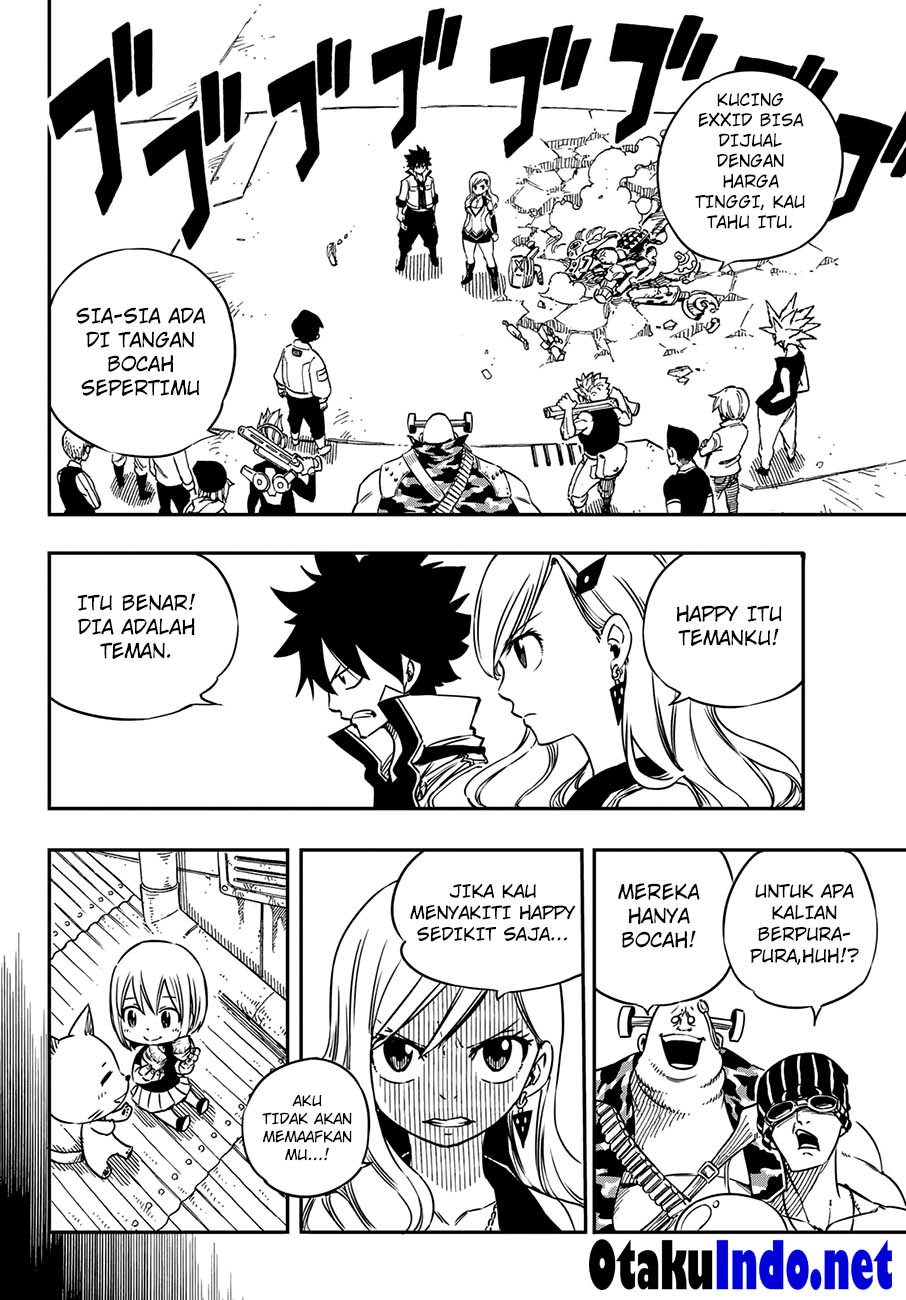 ブブブブブブブ
KUCING
EXXID BISA
DIJUAL
DENGAN
HARGA
TINGGI, KAU
TAHU ITU.
SIA-SIA ADA
DI TANGAN
BOCAH
SEPERTIMU
HAPPY ITU
TEMANKU!
ITU BENAR!
DIA ADALAH
TEMAN.
UNTUK APA
KALIAN
BERPURA-
PURA,HUH!?
MEREKA
HANYA
BOCAH!
JIKA KAU
MENYAKITI HAPPY
SEDIKIT SAJA...
AKU
TIDAK AKAN
MEMAAFKAN
MU...!
OtakuIndo.net